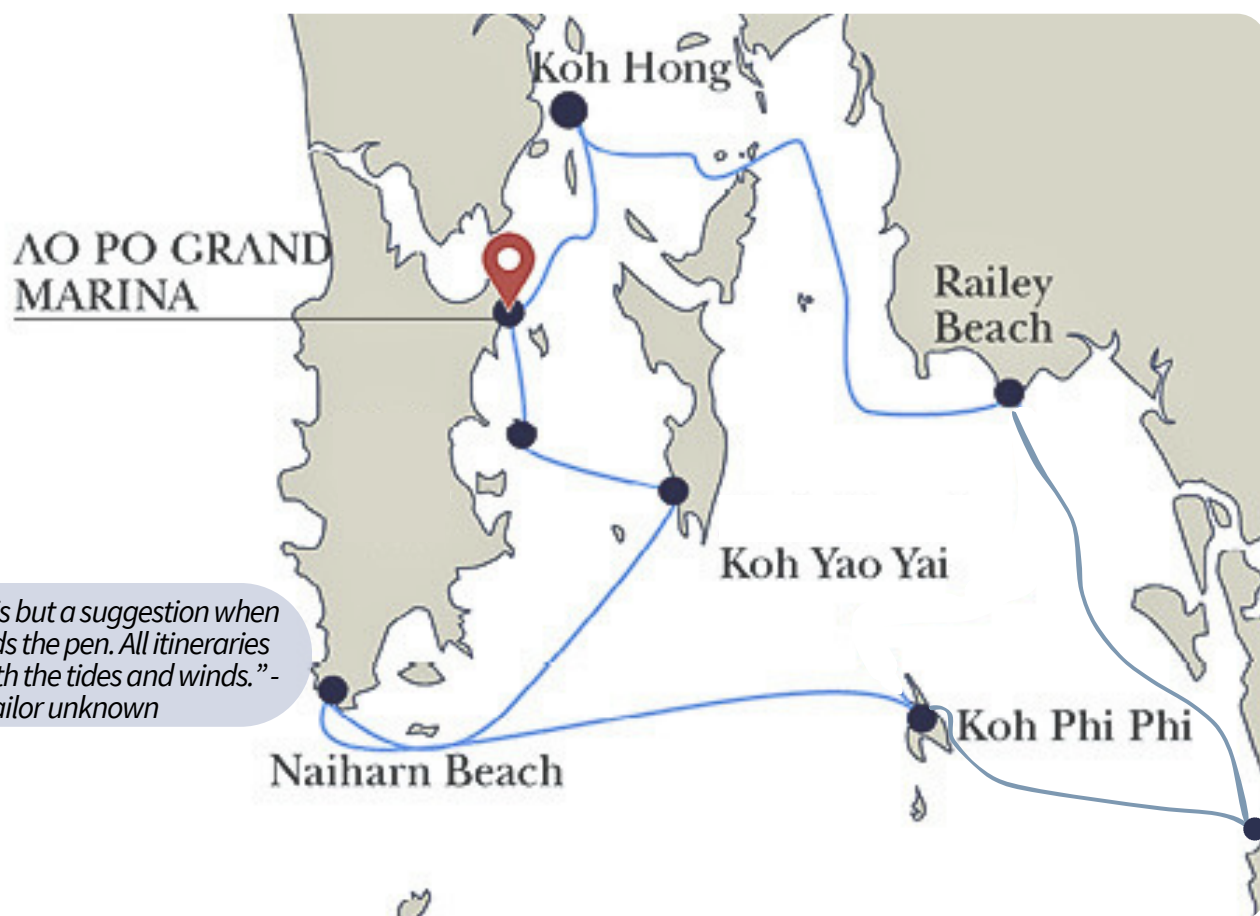 Koh Hong
AO PO GRAND
MARINA
Railey
Beach
Koh Yao Yai
s but a suggestion when
ds the pen. All itineraries
th the tides and winds.” -
ailor unknown
Koh Phi Phi
Naiharn Beach